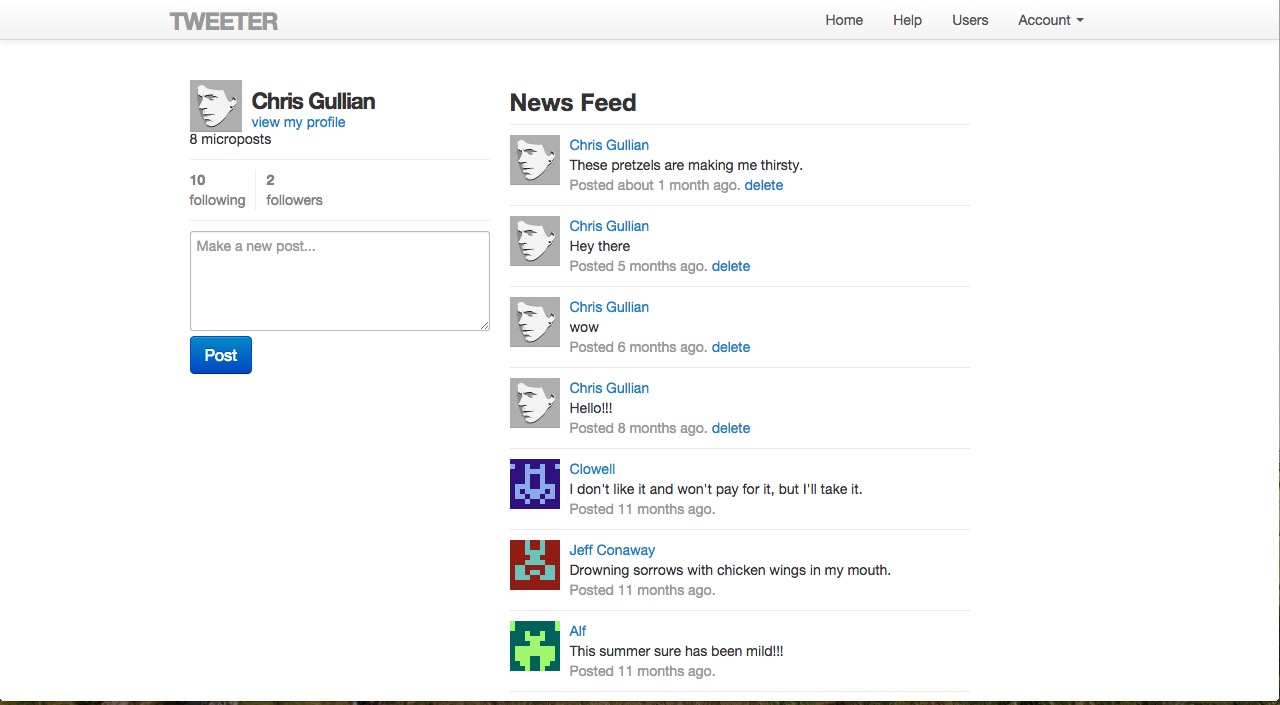 TWEETER
Home Help Users Account
Chris Gullian
view my profile
8 microposts
10 2
following followers
Make a new post...
Post
News Feed
Chris Gullian
These pretzels are making me thirsty.
Posted about 1 month ago. delete
Chris Gullian
Hey there
Posted 5 months ago. delete
Chris Gullian
wow
Posted 6 months ago. delete
Chris Gullian
Hello!!!
Posted 8 months ago. delete
Clowell
I don't like it and won't pay for it, but I'll take it.
Posted 11 months ago.
Jeff Conaway
Drowning sorrows with chicken wings in my mouth.
Posted 11 months ago.
Alf
This summer sure has been mild!!!
Posted 11 months ago.